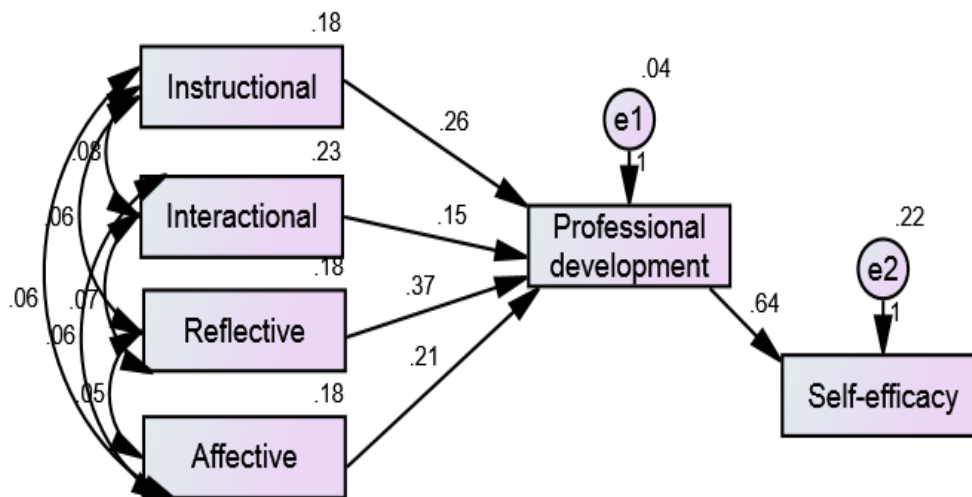 .18
.04
Instructional
e1
.26
.08
.23
1
Interactional
.15
Professional
development
.22
.06
.18
e2
.37
.06
.07
Reflective
.64
1
.06
.21
.05
.18
Self-efficacy
Affective